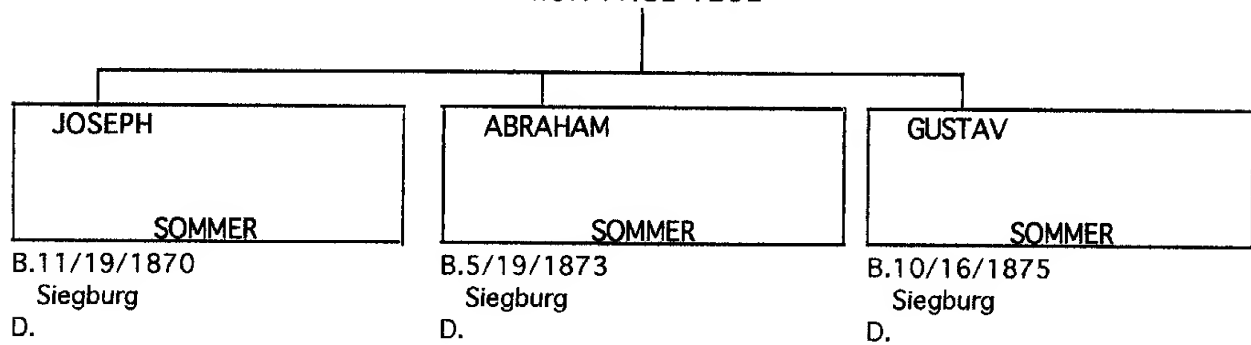 JOSEPH
SOMMER
B.11/19/1870
Siegburg
D.
ABRAHAM
SOMMER
B.5/19/1873
Siegburg
D.
GUSTAV
SOMMER
B.10/16/1875
Siegburg
D.